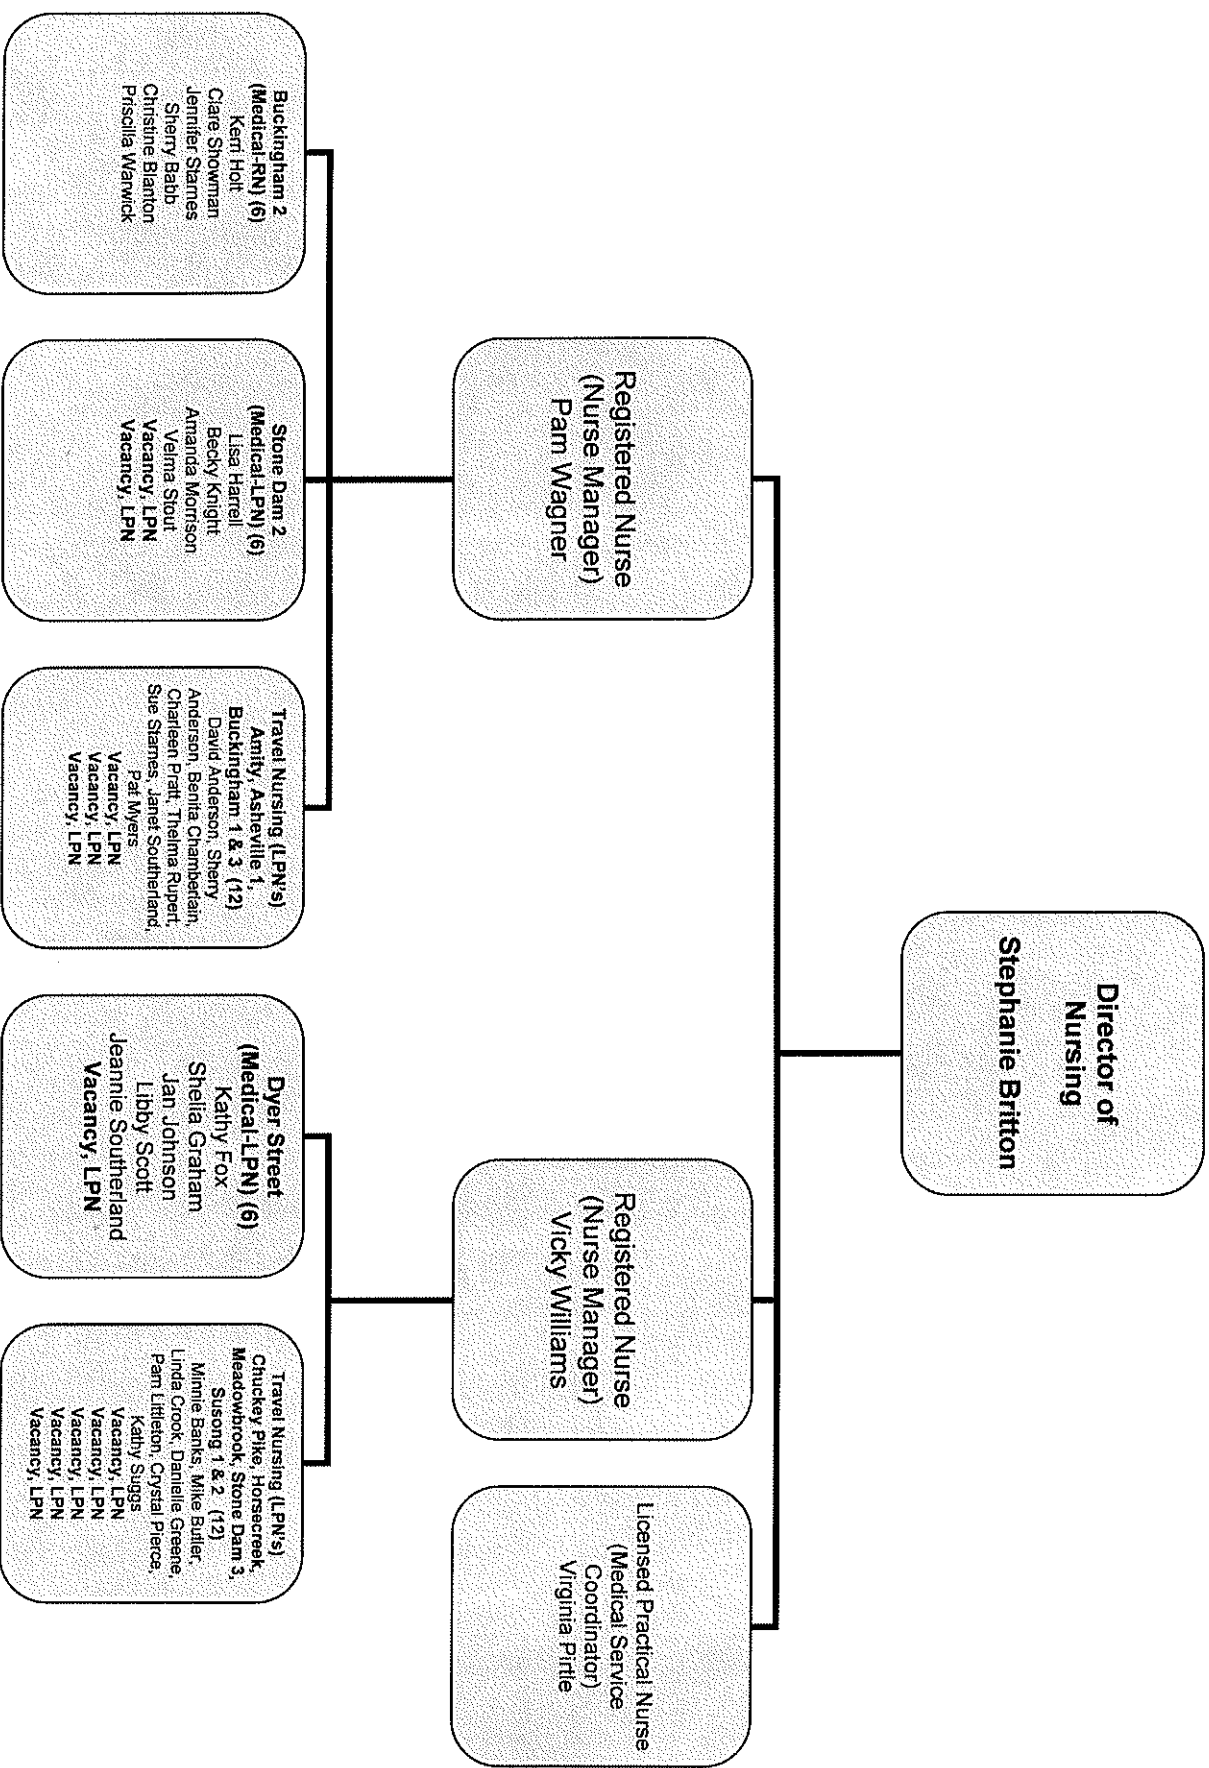 Director of
Nursing
Stephanie Britton
Registered Nurse
(Nurse Manager)
Pam Wagner
Registered Nurse
(Nurse Manager)
Vicky Williams
Licensed Practical Nurse
(Medical Service
Coordinator)
Virginia Pirtle
Buckingham 2
(Medical-RN) (6)
Kerri Holt
Clare Showman
Jennifer Starnes
Sherry Babb
Christine Blanton
Priscilla Warwick
Stone Dam 2
(Medical-LPN) (6)
Lisa Harrell
Becky Knight
Amanda Morrison
Velma Stout
Vacancy, LPN
Vacancy, LPN
Travel Nursing (LPN's)
Amity, Asheville 1,
Buckingham 1 & 3 (12)
David Anderson, Sherry
Anderson, Benita Chamberlain,
Charleen Pratt, Thelma Rupert,
Sue Starnes, Janet Southerland,
Pat Myers
Vacancy, LPN
Vacancy, LPN
Vacancy, LPN
Dyer Street
(Medical-LPN) (6)
Kathy Fox
Shelia Graham
Jan Johnson
Libby Scott
Jeannie Southerland
Vacancy, LPN
Travel Nursing (LPN's)
Chuckey Pike, Horsecreek,
Meadowbrook, Stone Dam 3,
Susong 1 & 2 (12)
Minnie Banks, Mike Butler,
Linda Crook, Danielle Greene,
Pam Littleton, Crystal Pierce,
Kathy Suggs
Vacancy, LPN
Vacancy, LPN
Vacancy, LPN
Vacancy, LPN
Vacancy, LPN